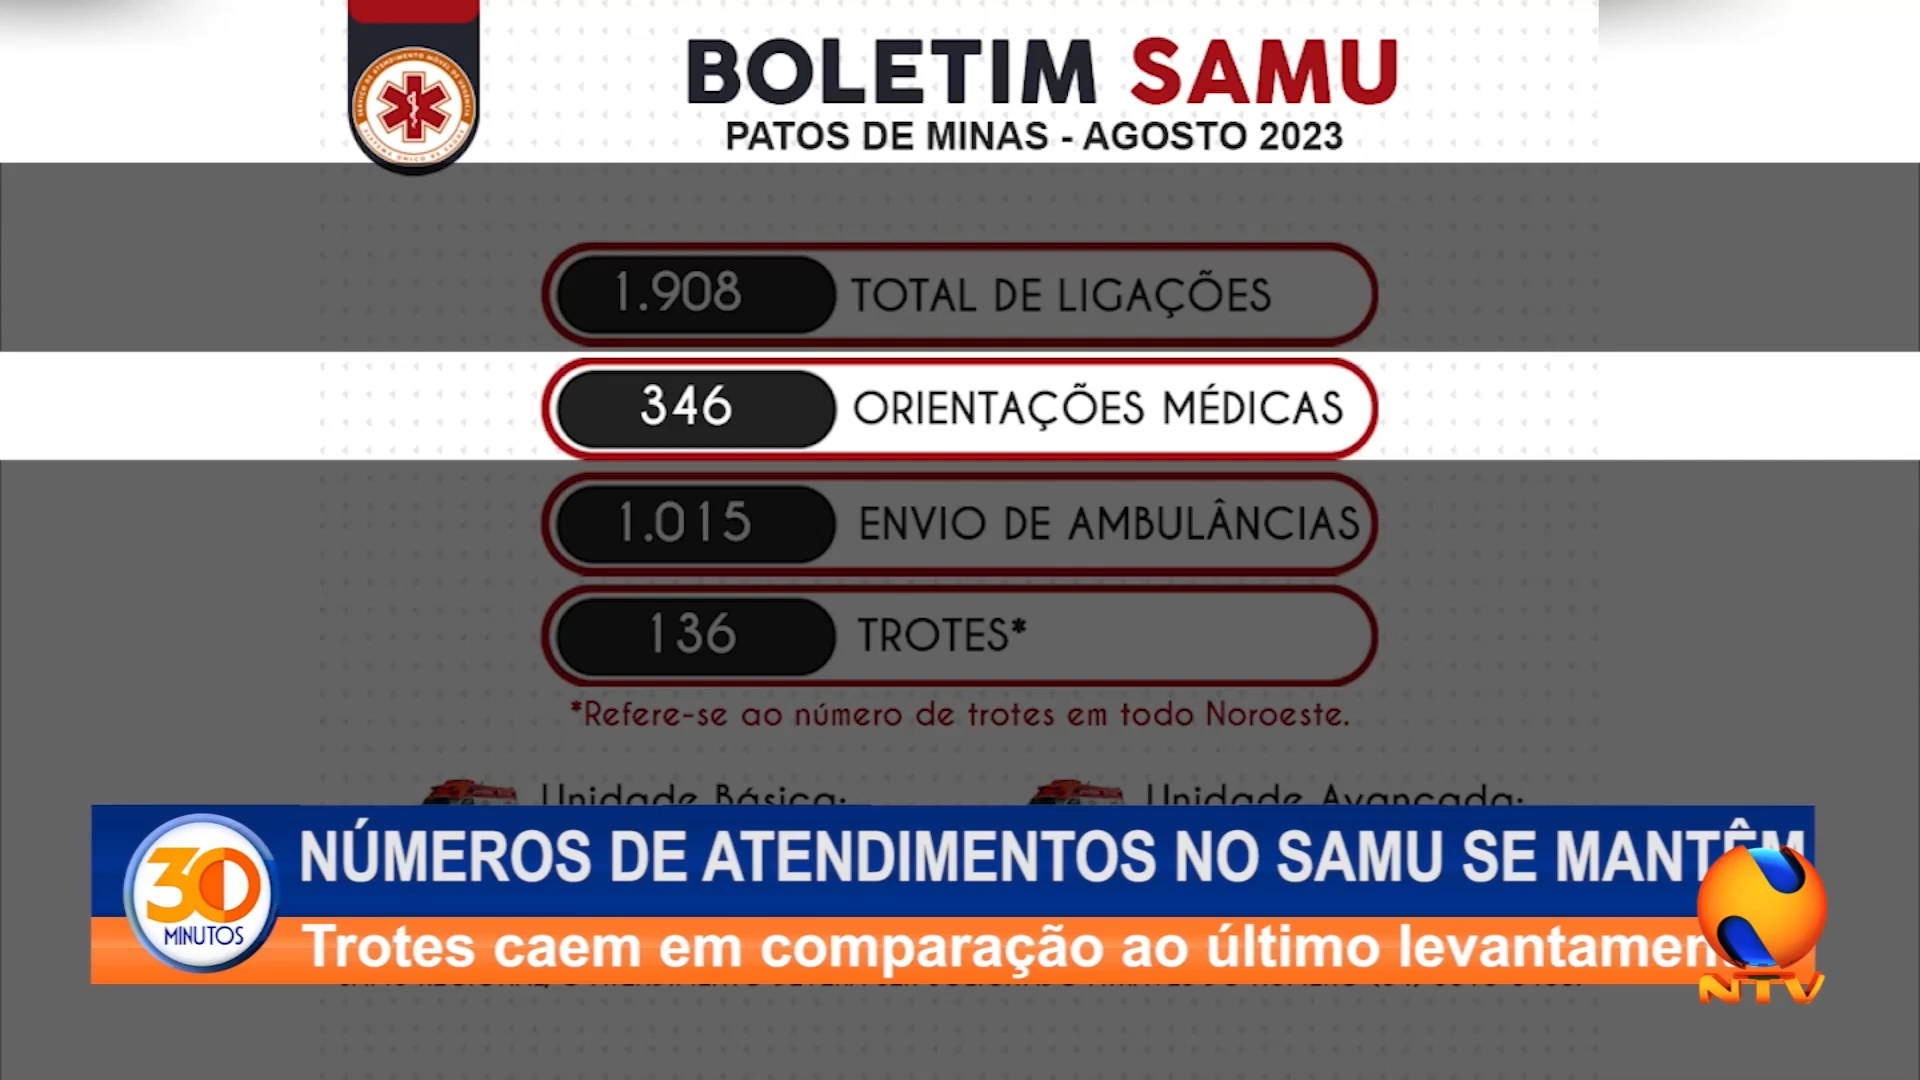 BOLETIM SAMU
PATOS DE MINAS - AGOSTO 2023
1.908 TOTAL DE LIGAÇÕES
346 ORIENTAÇÕES MÉDICAS
1.015 ENVIO DE AMBULÂNCIAS
136 TROTES*
*Refere-se ao número de trotes em todo Noroeste.
Unidade Básica: Unidade Avançada:
30 MINUTOS
NÚMEROS DE ATENDIMENTOS NO SAMU SE MANTÊM
Trotes caem em comparação ao último levantamen
NTV